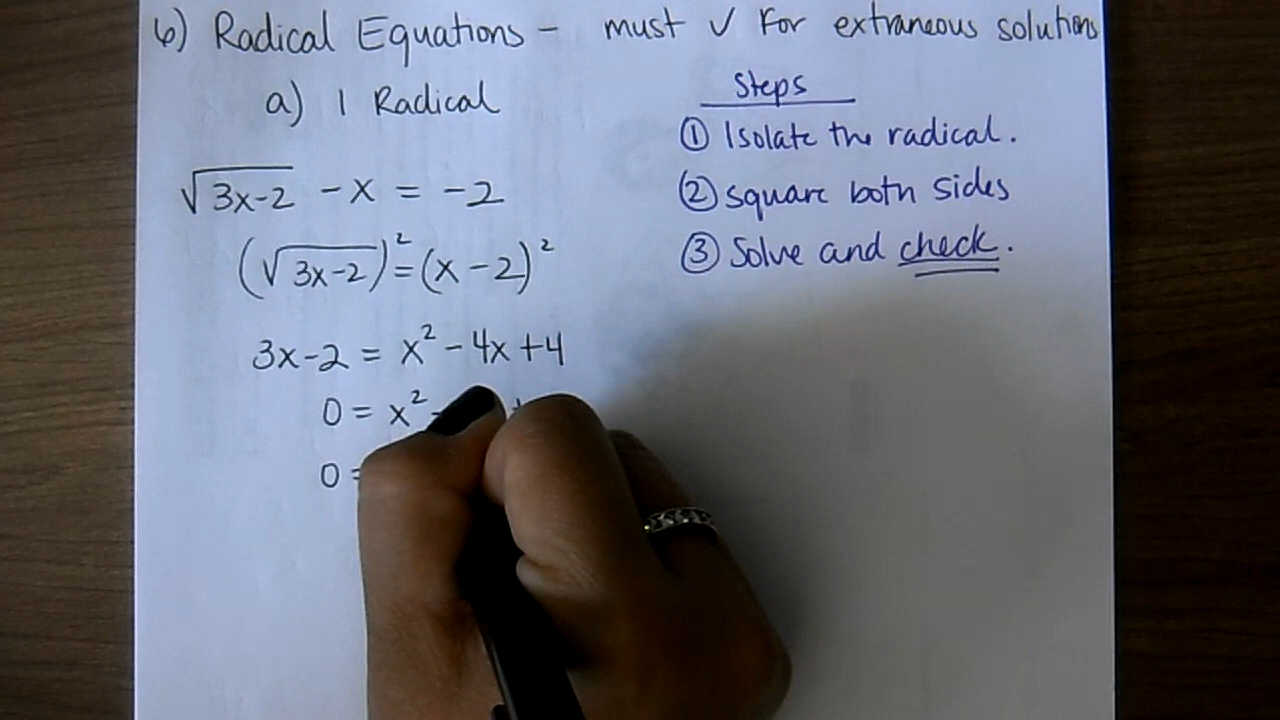 6) Radical Equations - must ✓ For extraneous solutions
a) 1 Radical
√3x-2 - x = -2
(√3x-2)² = (x-2)²
3x-2 = x² - 4x + 4
0 = x² -
0 =
Steps
① Isolate the radical.
② square both sides
③ Solve and check.